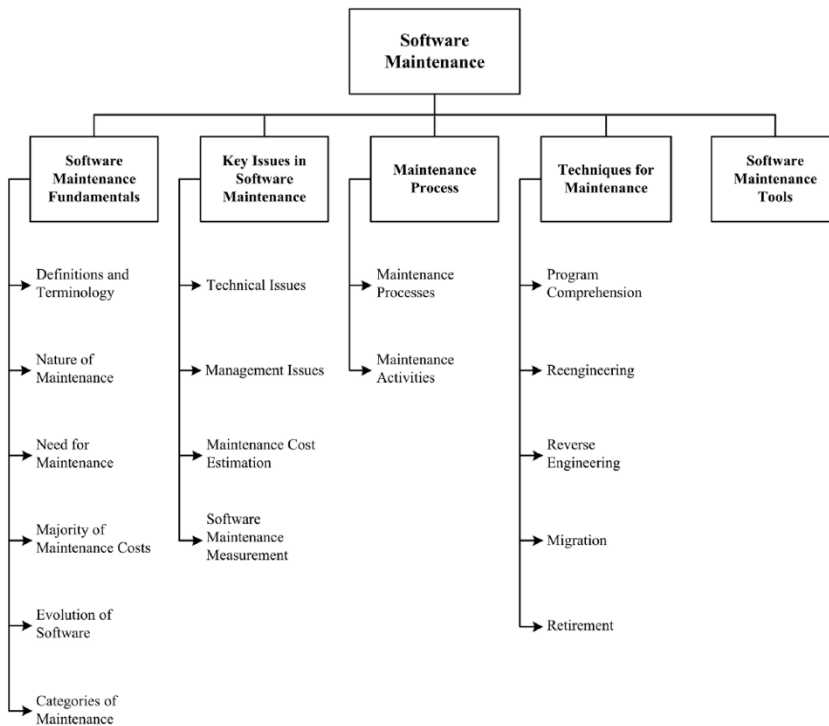 Software
Maintenance
Software
Maintenance
Fundamentals
Key Issues in
Software
Maintenance
Maintenance
Process
Techniques for
Maintenance
Software
Maintenance
Tools
Definitions and
Terminology
Nature of
Maintenance
Need for
Maintenance
Majority of
Maintenance Costs
Evolution of
Software
Categories of
Maintenance
Technical Issues
Management Issues
Maintenance Cost
Estimation
Software
Maintenance
Measurement
Maintenance
Processes
Maintenance
Activities
Program
Comprehension
Reengineering
Reverse
Engineering
Migration
Retirement